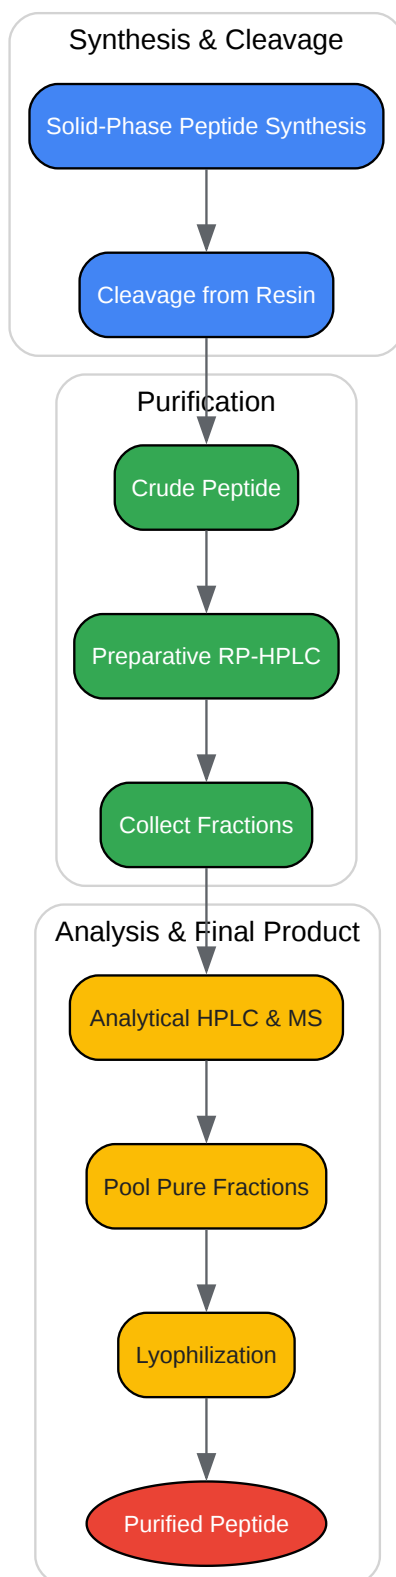 Synthesis & Cleavage
Solid-Phase Peptide Synthesis
Cleavage from Resin
Purification
Crude Peptide
Preparative RP-HPLC
Collect Fractions
Analysis & Final Product
Analytical HPLC & MS
Pool Pure Fractions
Lyophilization
Purified Peptide